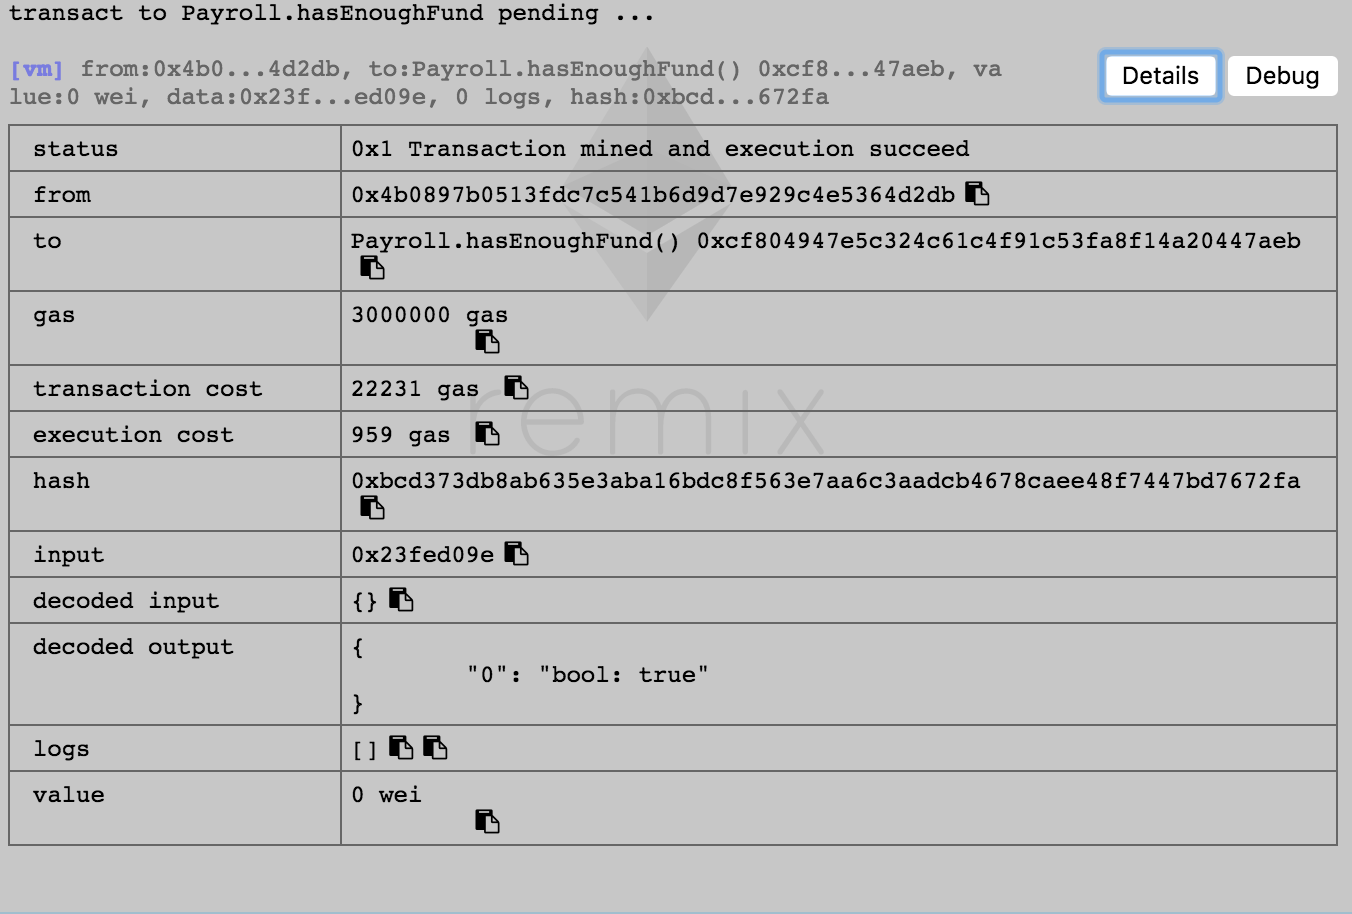 transact to Payroll.hasEnoughFund pending ...
[vm] from:0x4b0...4d2db, to:Payroll.hasEnoughFund() 0xcf8...47aeb, va
lue:0 wei, data:0x23f...ed09e, 0 logs, hash:0xbcd...672fa
Details Debug
status 0x1 Transaction mined and execution succeed
from 0x4b0897b0513fdc7c541b6d9d7e929c4e5364d2db
to Payroll.hasEnoughFund() 0xcf804947e5c324c61c4f91c53fa8f14a20447aeb
gas 3000000 gas
transaction cost 22231 gas
remix
execution cost 959 gas
hash 0xbcd373db8ab635e3aba16bdc8f563e7aa6c3aadcb4678caee48f7447bd7672fa
input 0x23fed09e
decoded input {}
decoded output {
"0": "bool: true"
}
logs []
value 0 wei